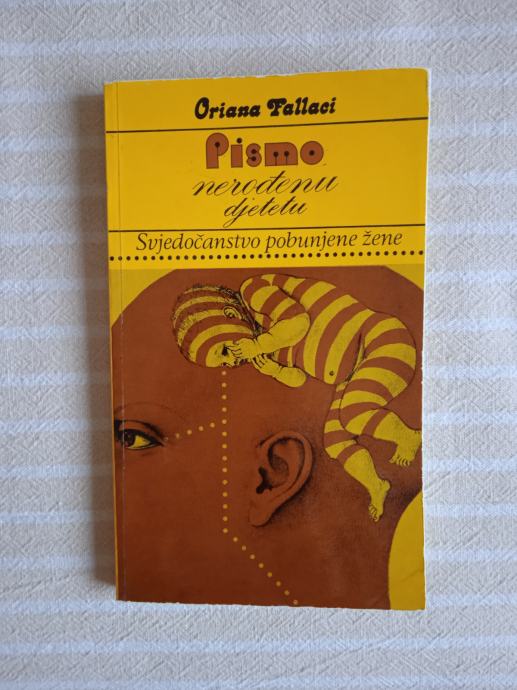 Oriana Fallaci
Pismo
nerođenu
djetetu
Svjedočanstvo pobunjene žene